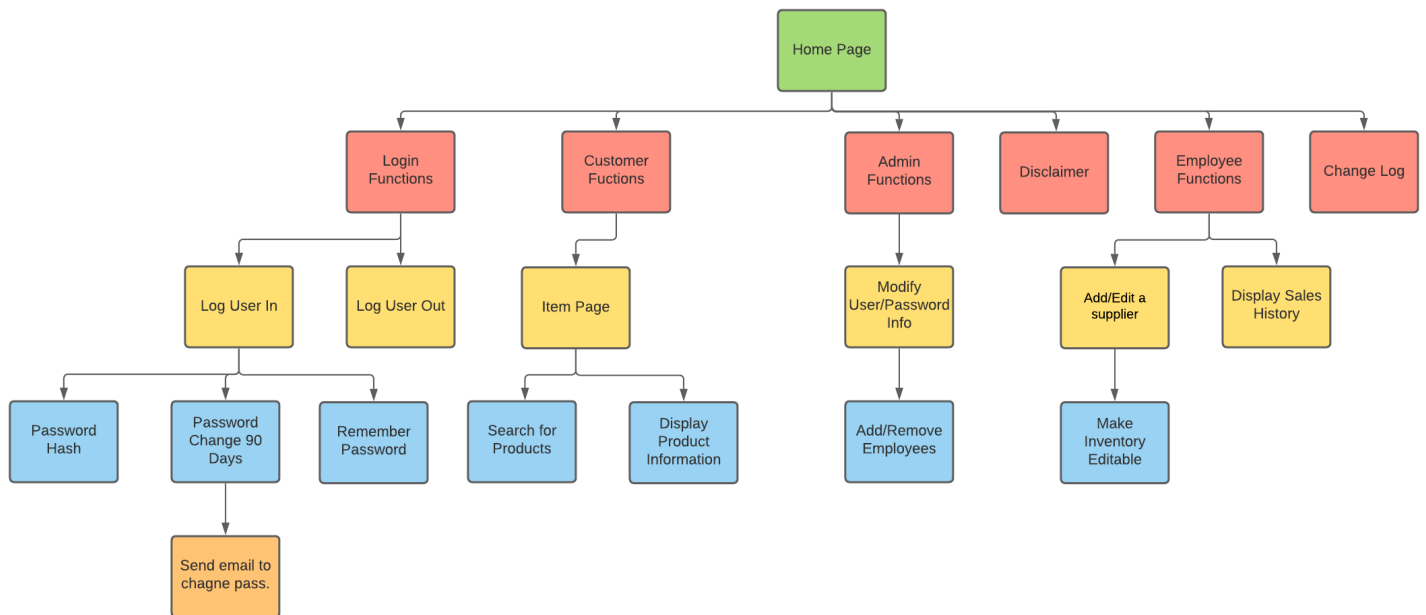 Home Page
Login
Functions
Customer
Fuctions
Admin
Functions
Disclaimer
Employee
Functions
Change Log
Log User In
Log User Out
Item Page
Modify
User/Password
Info
Add/Edit a
supplier
Display Sales
History
Password
Hash
Password
Change 90
Days
Remember
Password
Search for
Products
Display
Product
Information
Add/Remove
Employees
Make
Inventory
Editable
Send email to
chagne pass.